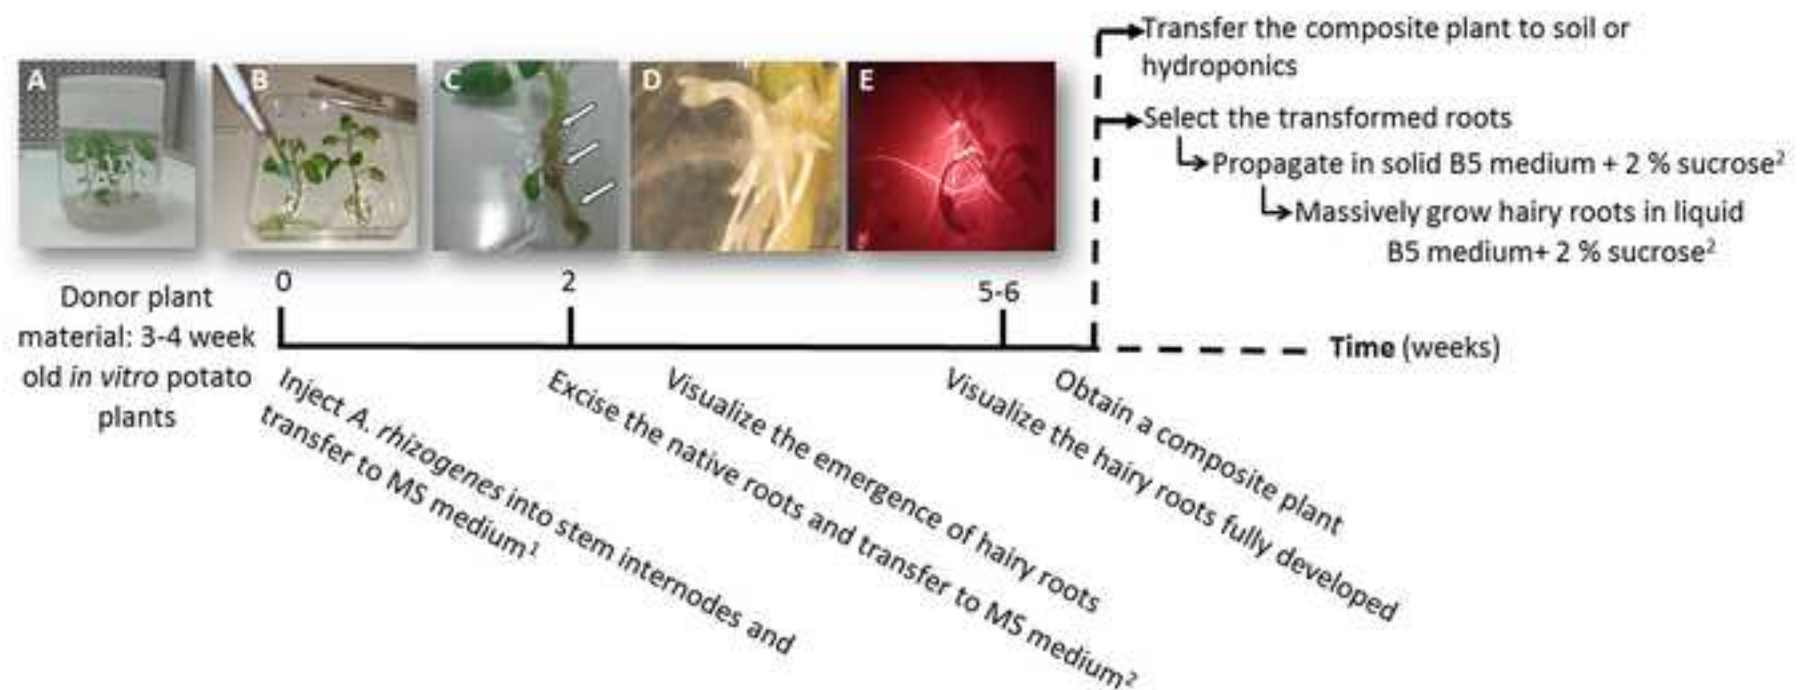 A
B
C
D
E
Transfer the composite plant to soil or
hydroponics
Select the transformed roots
Propagate in solid B5 medium + 2 % sucrose²
Massively grow hairy roots in liquid
B5 medium+ 2 % sucrose²
Donor plant
material: 3-4 week
old in vitro potato
plants
0
2
5-6
Time (weeks)
Inject A. rhizogenes into stem internodes and
transfer to MS medium¹
Excise the native roots and transfer to MS medium²
Visualize the emergence of hairy roots
Visualize the hairy roots fully developed
Obtain a composite plant